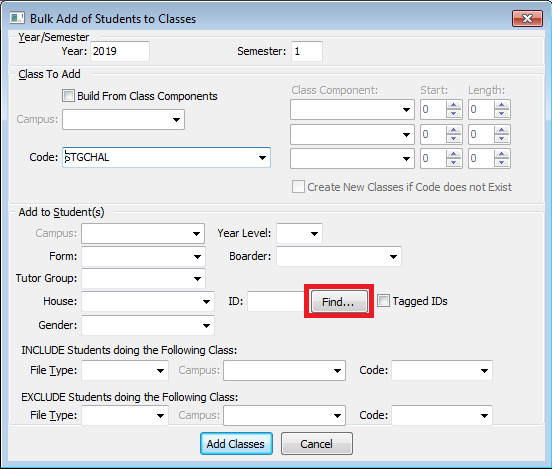 Bulk Add of Students to Classes
Year/Semester
Year: 2019 Semester: 1
Class To Add
Build From Class Components Class Component: Start: Length:
Campus: 0 0
0 0
Code: STGCHAL 0 0
Create New Classes if Code does not Exist
Add to Student(s)
Campus: Year Level:
Form: Boarder:
Tutor Group:
House: ID: Find... Tagged IDs
Gender:
INCLUDE Students doing the Following Class:
File Type: Campus: Code:
EXCLUDE Students doing the Following Class:
File Type: Campus: Code:
Add Classes Cancel